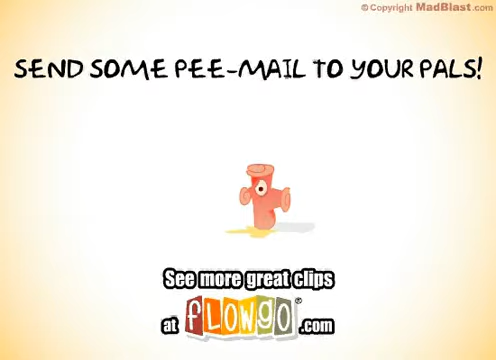 © Copyright MadBlast.com
SEND SOME PEE-MAIL TO YOUR PALS!
See more great clips
at FLOWGO® .com